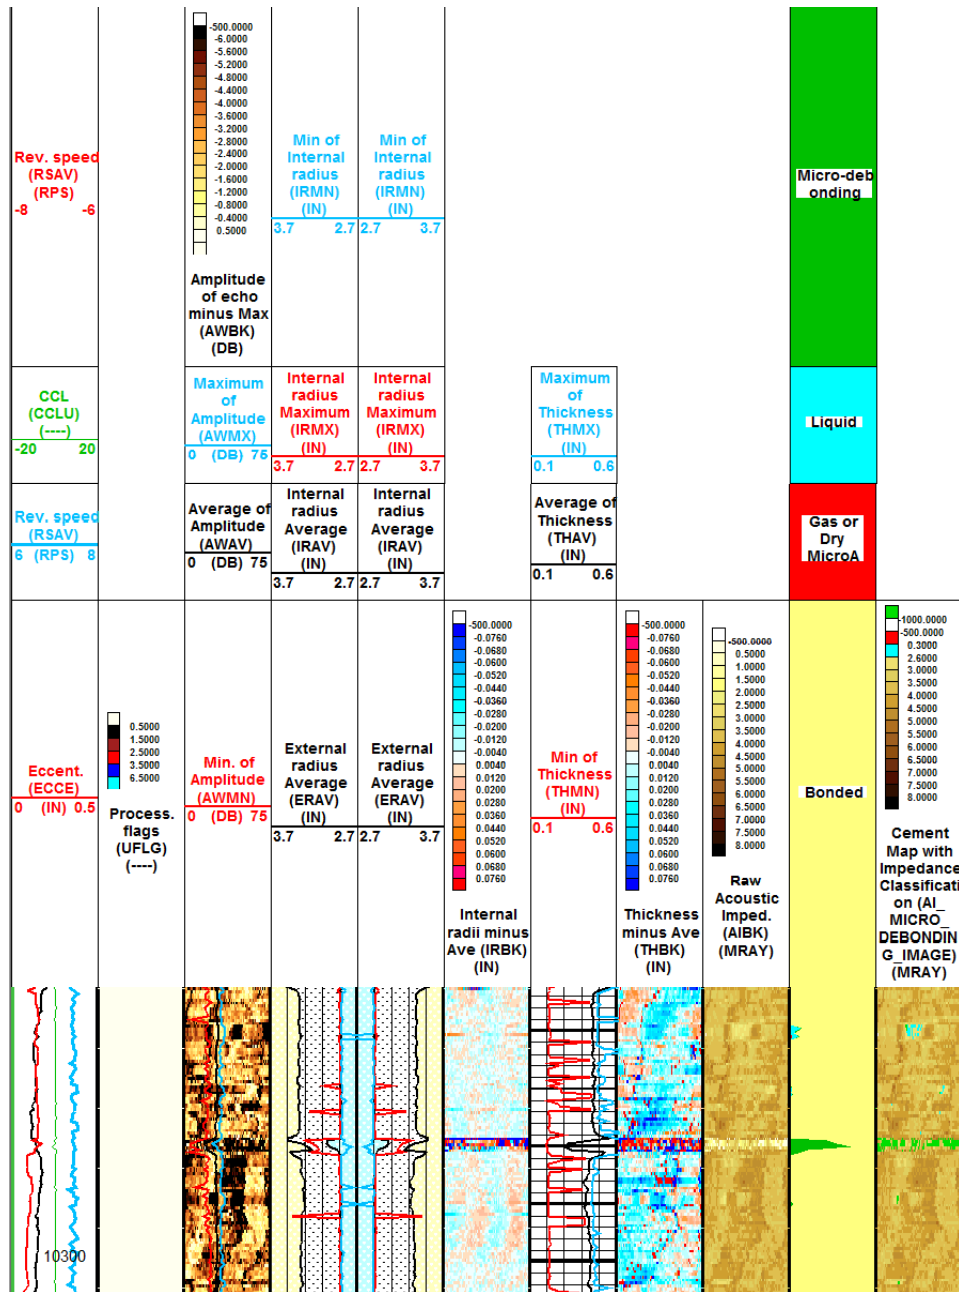 -500.0000
-6.0000
-5.6000
-5.2000
-4.8000
-4.4000
-4.0000
-3.6000
-3.2000
-2.8000
-2.4000
-2.0000
-1.6000
-1.2000
-0.8000
-0.4000
0.5000
Amplitude
of echo
minus Max
(AWBK)
(DB)
Rev. speed
(RSAV)
(RPS)
-8 -6
Min of
Internal
radius
(IRMN)
(IN)
3.7 2.7
Min of
Internal
radius
(IRMN)
(IN)
2.7 3.7
Micro-deb
onding
CCL
(CCLU)
(----)
-20 20
Maximum
of
Amplitude
(AWMX)
0 (DB) 75
Internal
radius
Maximum
(IRMX)
(IN)
3.7 2.7
Internal
radius
Maximum
(IRMX)
(IN)
2.7 3.7
Maximum
of
Thickness
(THMX)
(IN)
0.1 0.6
Liquid
Rev. speed
(RSAV)
6 (RPS) 8
Average of
Amplitude
(AWAV)
0 (DB) 75
Internal
radius
Average
(IRAV)
(IN)
3.7 2.7
Internal
radius
Average
(IRAV)
(IN)
2.7 3.7
Average of
Thickness
(THAV)
(IN)
0.1 0.6
Gas or
Dry
MicroA
Eccent.
(ECCE)
0 (IN) 0.5
0.5000
1.5000
2.5000
3.5000
6.5000
Process.
flags
(UFLG)
(----)
Min. of
Amplitude
(AWMN)
0 (DB) 75
External
radius
Average
(ERAV)
(IN)
3.7 2.7
External
radius
Average
(ERAV)
(IN)
2.7 3.7
-500.0000
-0.0760
-0.0680
-0.0600
-0.0520
-0.0440
-0.0360
-0.0280
-0.0200
-0.0120
-0.0040
0.0040
0.0120
0.0200
0.0280
0.0360
0.0440
0.0520
0.0600
0.0680
0.0760
Internal
radii minus
Ave (IRBK)
(IN)
Min of
Thickness
(THMN)
(IN)
0.1 0.6
-500.0000
-0.0760
-0.0680
-0.0600
-0.0520
-0.0440
-0.0360
-0.0280
-0.0200
-0.0120
-0.0040
0.0040
0.0120
0.0200
0.0280
0.0360
0.0440
0.0520
0.0600
0.0680
0.0760
Thickness
minus Ave
(THBK)
(IN)
-500.0000
0.5000
1.0000
1.5000
2.0000
2.5000
3.0000
3.5000
4.0000
4.5000
5.0000
5.5000
6.0000
6.5000
7.0000
7.5000
8.0000
Raw
Acoustic
Imped.
(AIBK)
(MRAY)
Bonded
-1000.0000
-500.0000
0.3000
2.6000
3.0000
3.5000
4.0000
4.5000
5.0000
5.5000
6.0000
6.5000
7.0000
7.5000
8.0000
Cement
Map with
Impedance
Classificati
on (AI_
MICRO_
DEBONDIN
G_IMAGE)
(MRAY)
10300